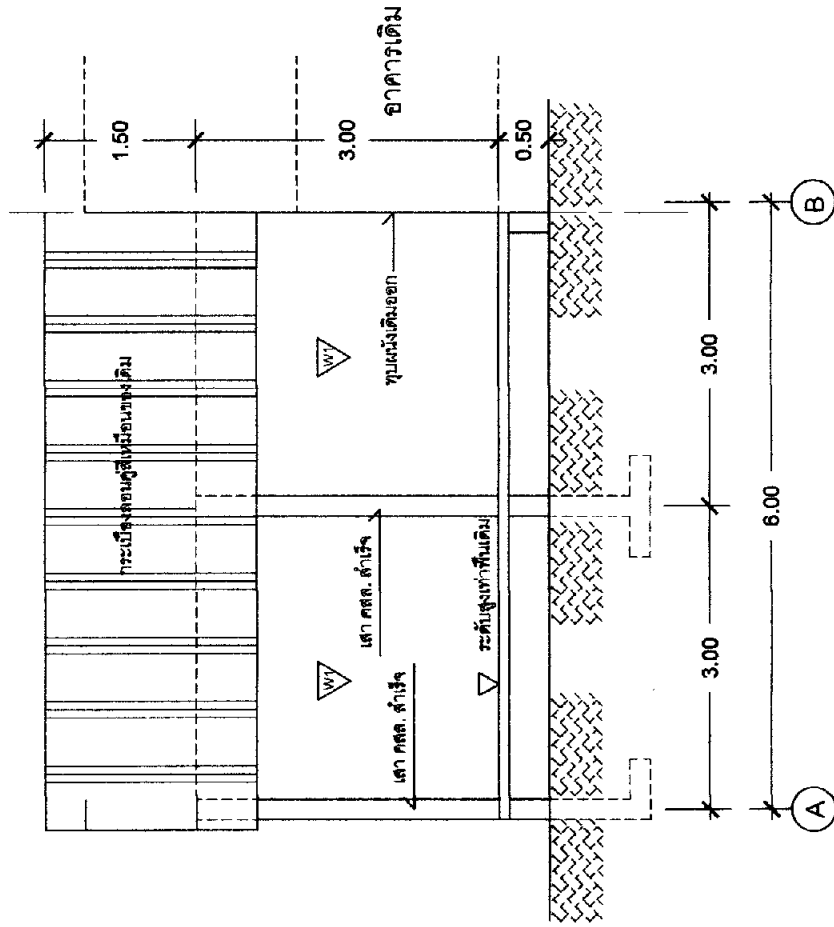 1.50
กระเบื้องลอนคู่สีเหมือนของเดิม
3.00
อาคารเดิม
W1
W1
ทุบผนังเดิมออก
เสา คสล. สำเร็จ
เสา คสล. สำเร็จ
ระดับสูงเท่าพื้นเดิม
0.50
3.00
3.00
6.00
A
B